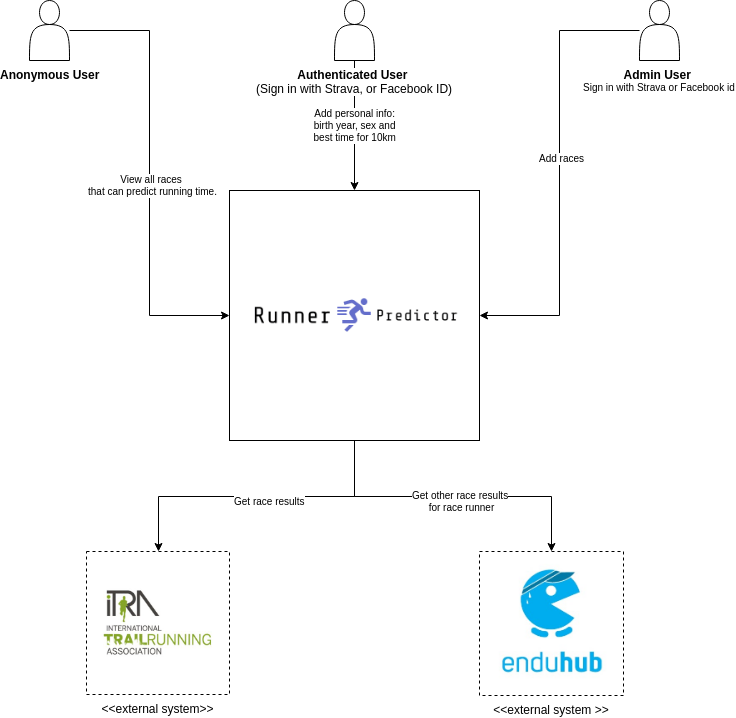 Anonymous User
Authenticated User
(Sign in with Strava, or Facebook ID)
Admin User
Sign in with Strava or Facebook id
Add personal info:
birth year, sex and
best time for 10km
Add races
View all races
that can predict running time.
Runner Predictor
Get race results
Get other race results
for race runner
iTRA
INTERNATIONAL
TRAILRUNNING
ASSOCIATION
enduhub
<<external system>>
<<external system >>